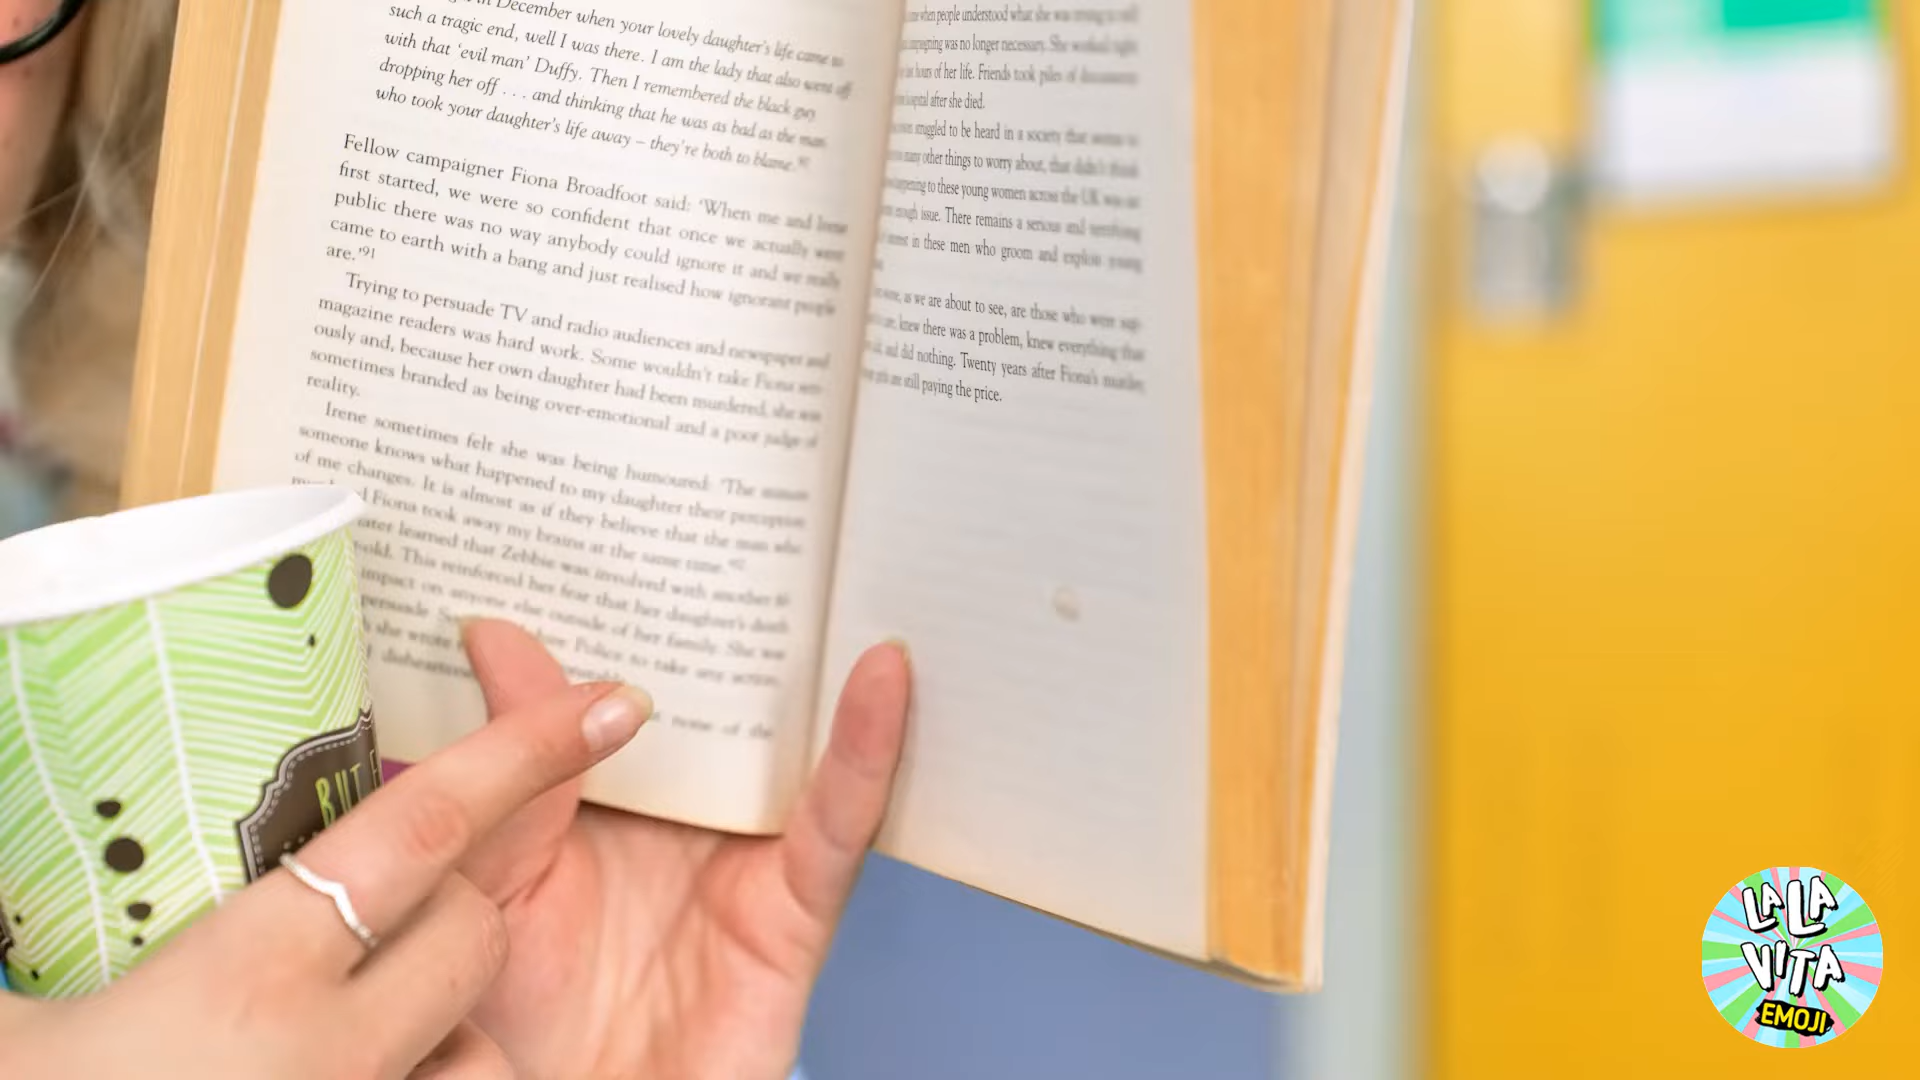 in December when your lovely daughter's life came to
such a tragic end, well I was there. I am the lady that also went off
with that 'evil man' Duffy. Then I remembered the black guy
dropping her off . . . and thinking that he was as bad as the man
who took your daughter's life away – they're both to blame.'
Fellow campaigner Fiona Broadfoot said: 'When me and Irene
first started, we were so confident that once we actually went
public there was no way anybody could ignore it and we really
came to earth with a bang and just realised how ignorant people
are.'91
Trying to persuade TV and radio audiences and newspaper and
magazine readers was hard work. Some wouldn't take Fiona seri-
ously and, because her own daughter had been murdered, she was
sometimes branded as being over-emotional and a poor judge of
reality.
Irene sometimes felt she was being humoured: 'The minute
someone knows what happened to my daughter their perception
of me changes. It is almost as if they believe that the man who
Fiona took away my brains at the same time.'
later learned that Zebbie was involved with another
old. This reinforced her fear that her daughter's death
impact on anyone else outside of her family. She
persuade Police to take any action
she wrote
disheartened
none of the
when people understood what she was trying to
campaigning was no longer necessary. She worked right
hours of her life. Friends took piles of documents
hospital after she died.
struggled to be heard in a society that
many other things to worry about, that didn't think
happening to these young women across the UK was
enough issue. There remains a serious and terrifying
interest in these men who groom and exploit young
as we are about to see, are those who were
knew there was a problem, knew everything that
and did nothing. Twenty years after Fiona's murder
are still paying the price.
BUT
LA LA
VITA
EMOJI